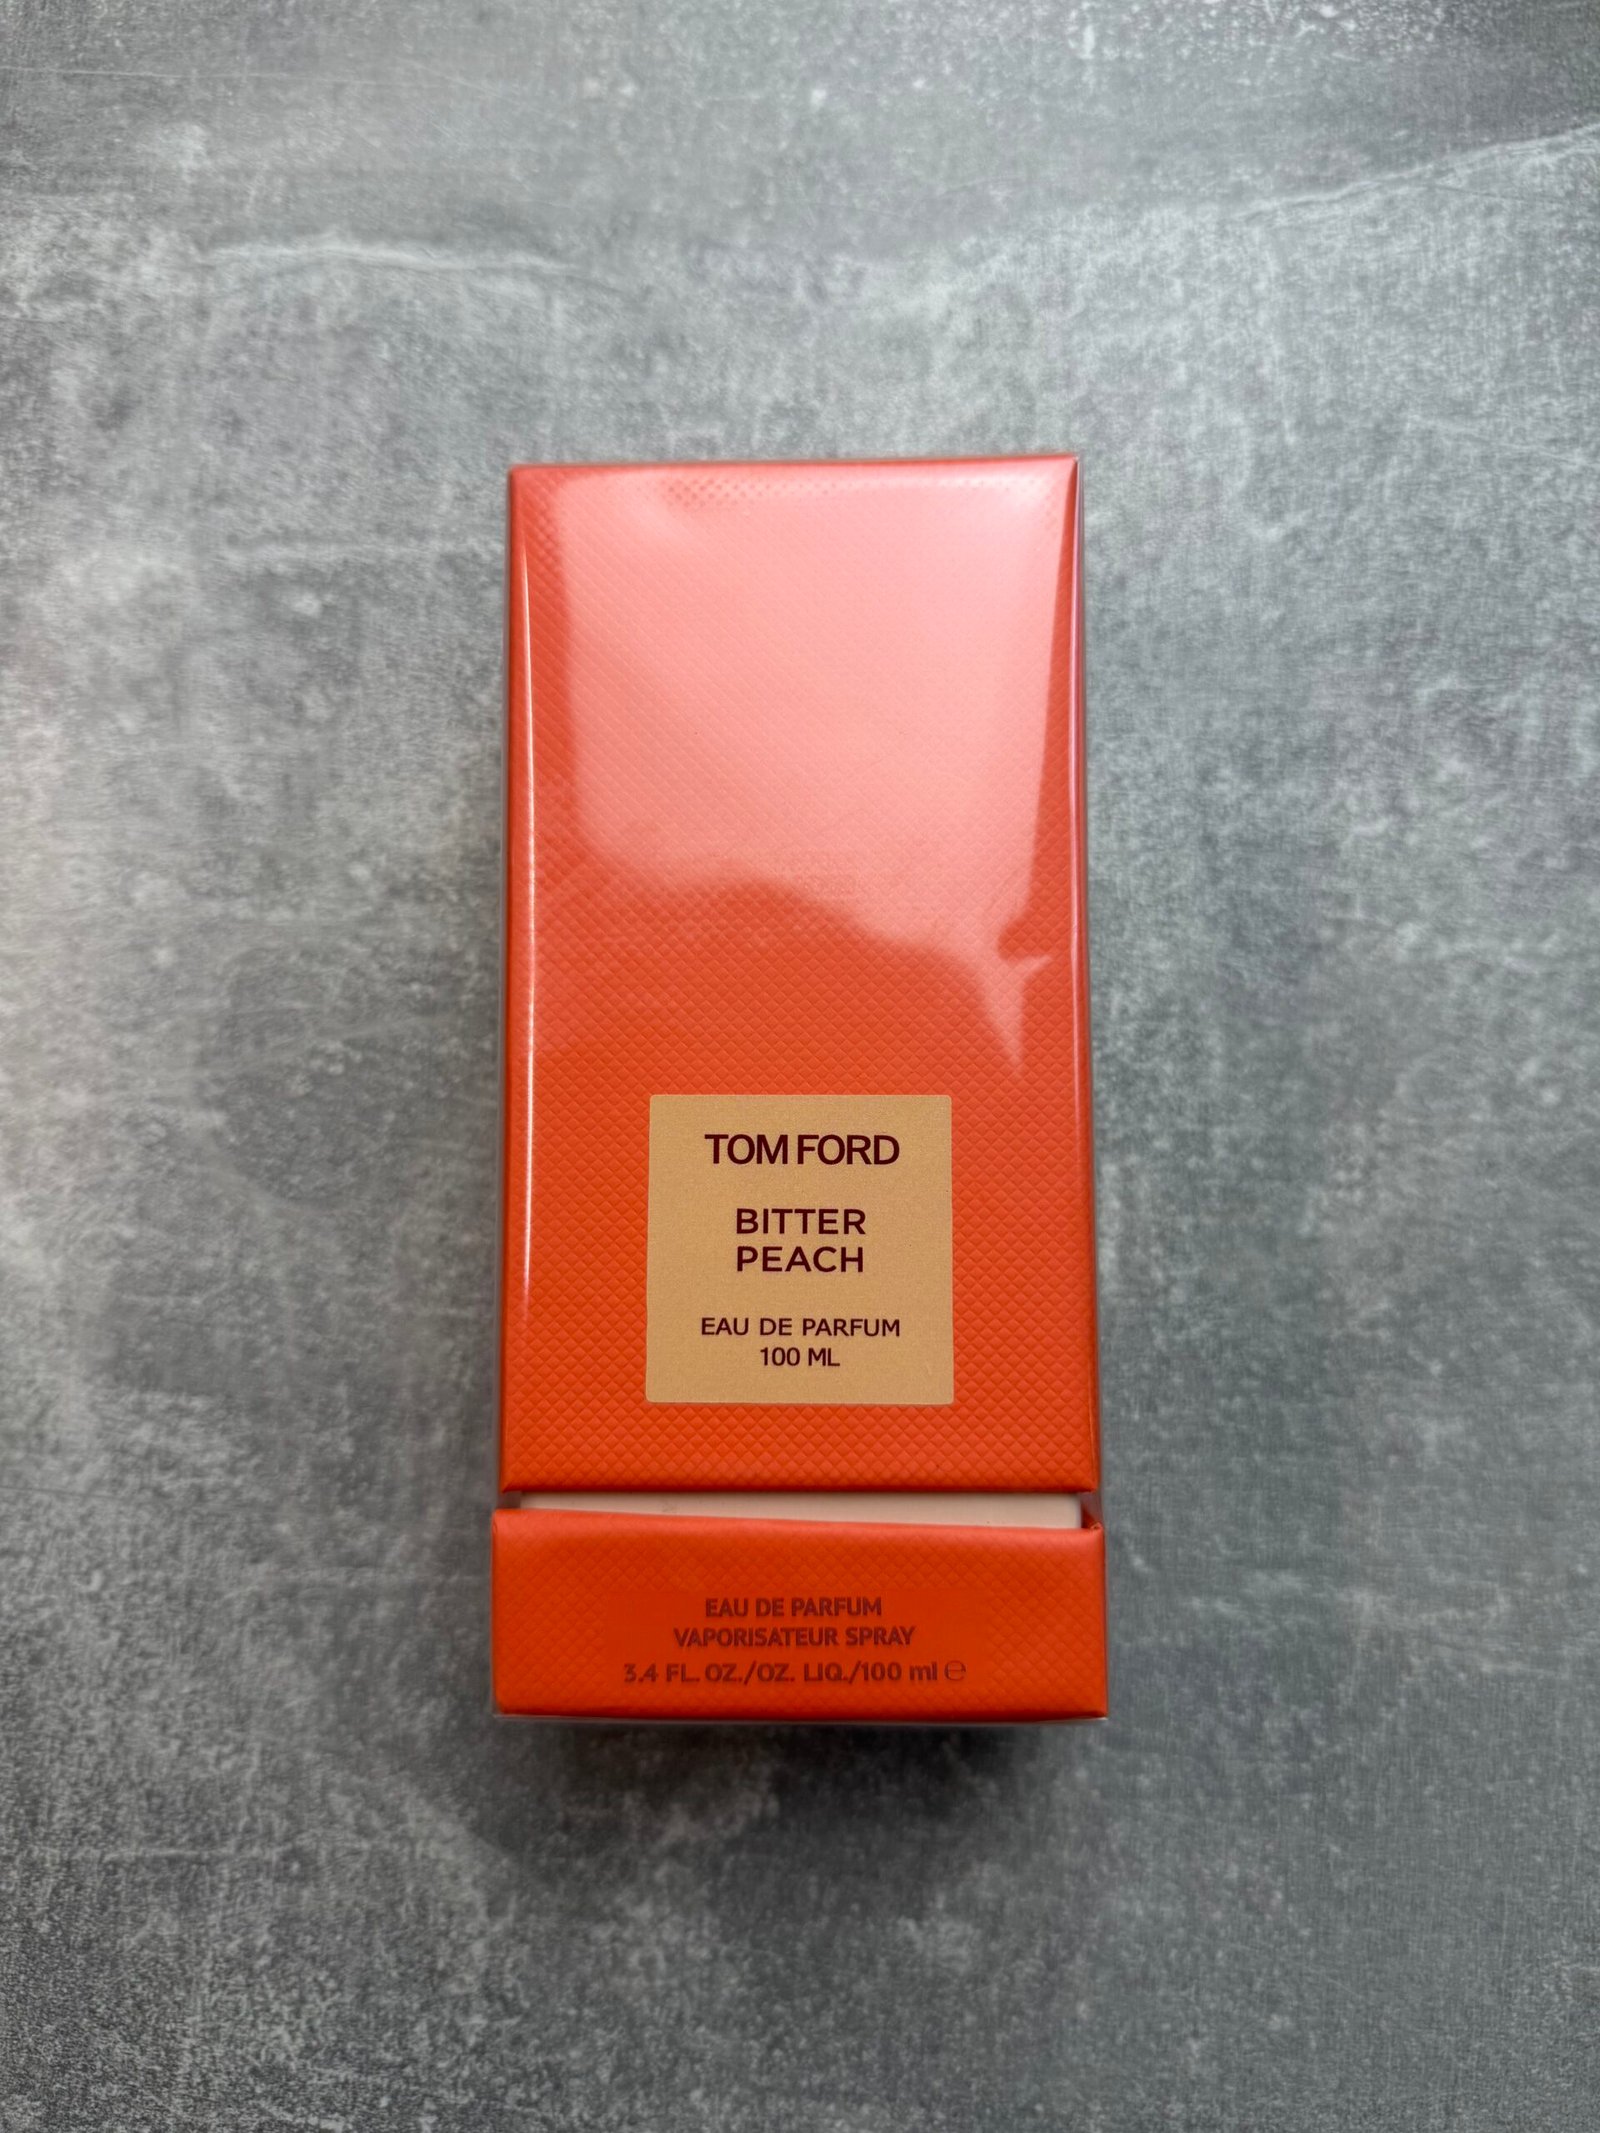 TOM FORD
BITTER
PEACH
EAU DE PARFUM
100 ML
EAU DE PARFUM
VAPORISATEUR SPRAY
3.4 FL. OZ./OZ. LIQ./100 ml ℮